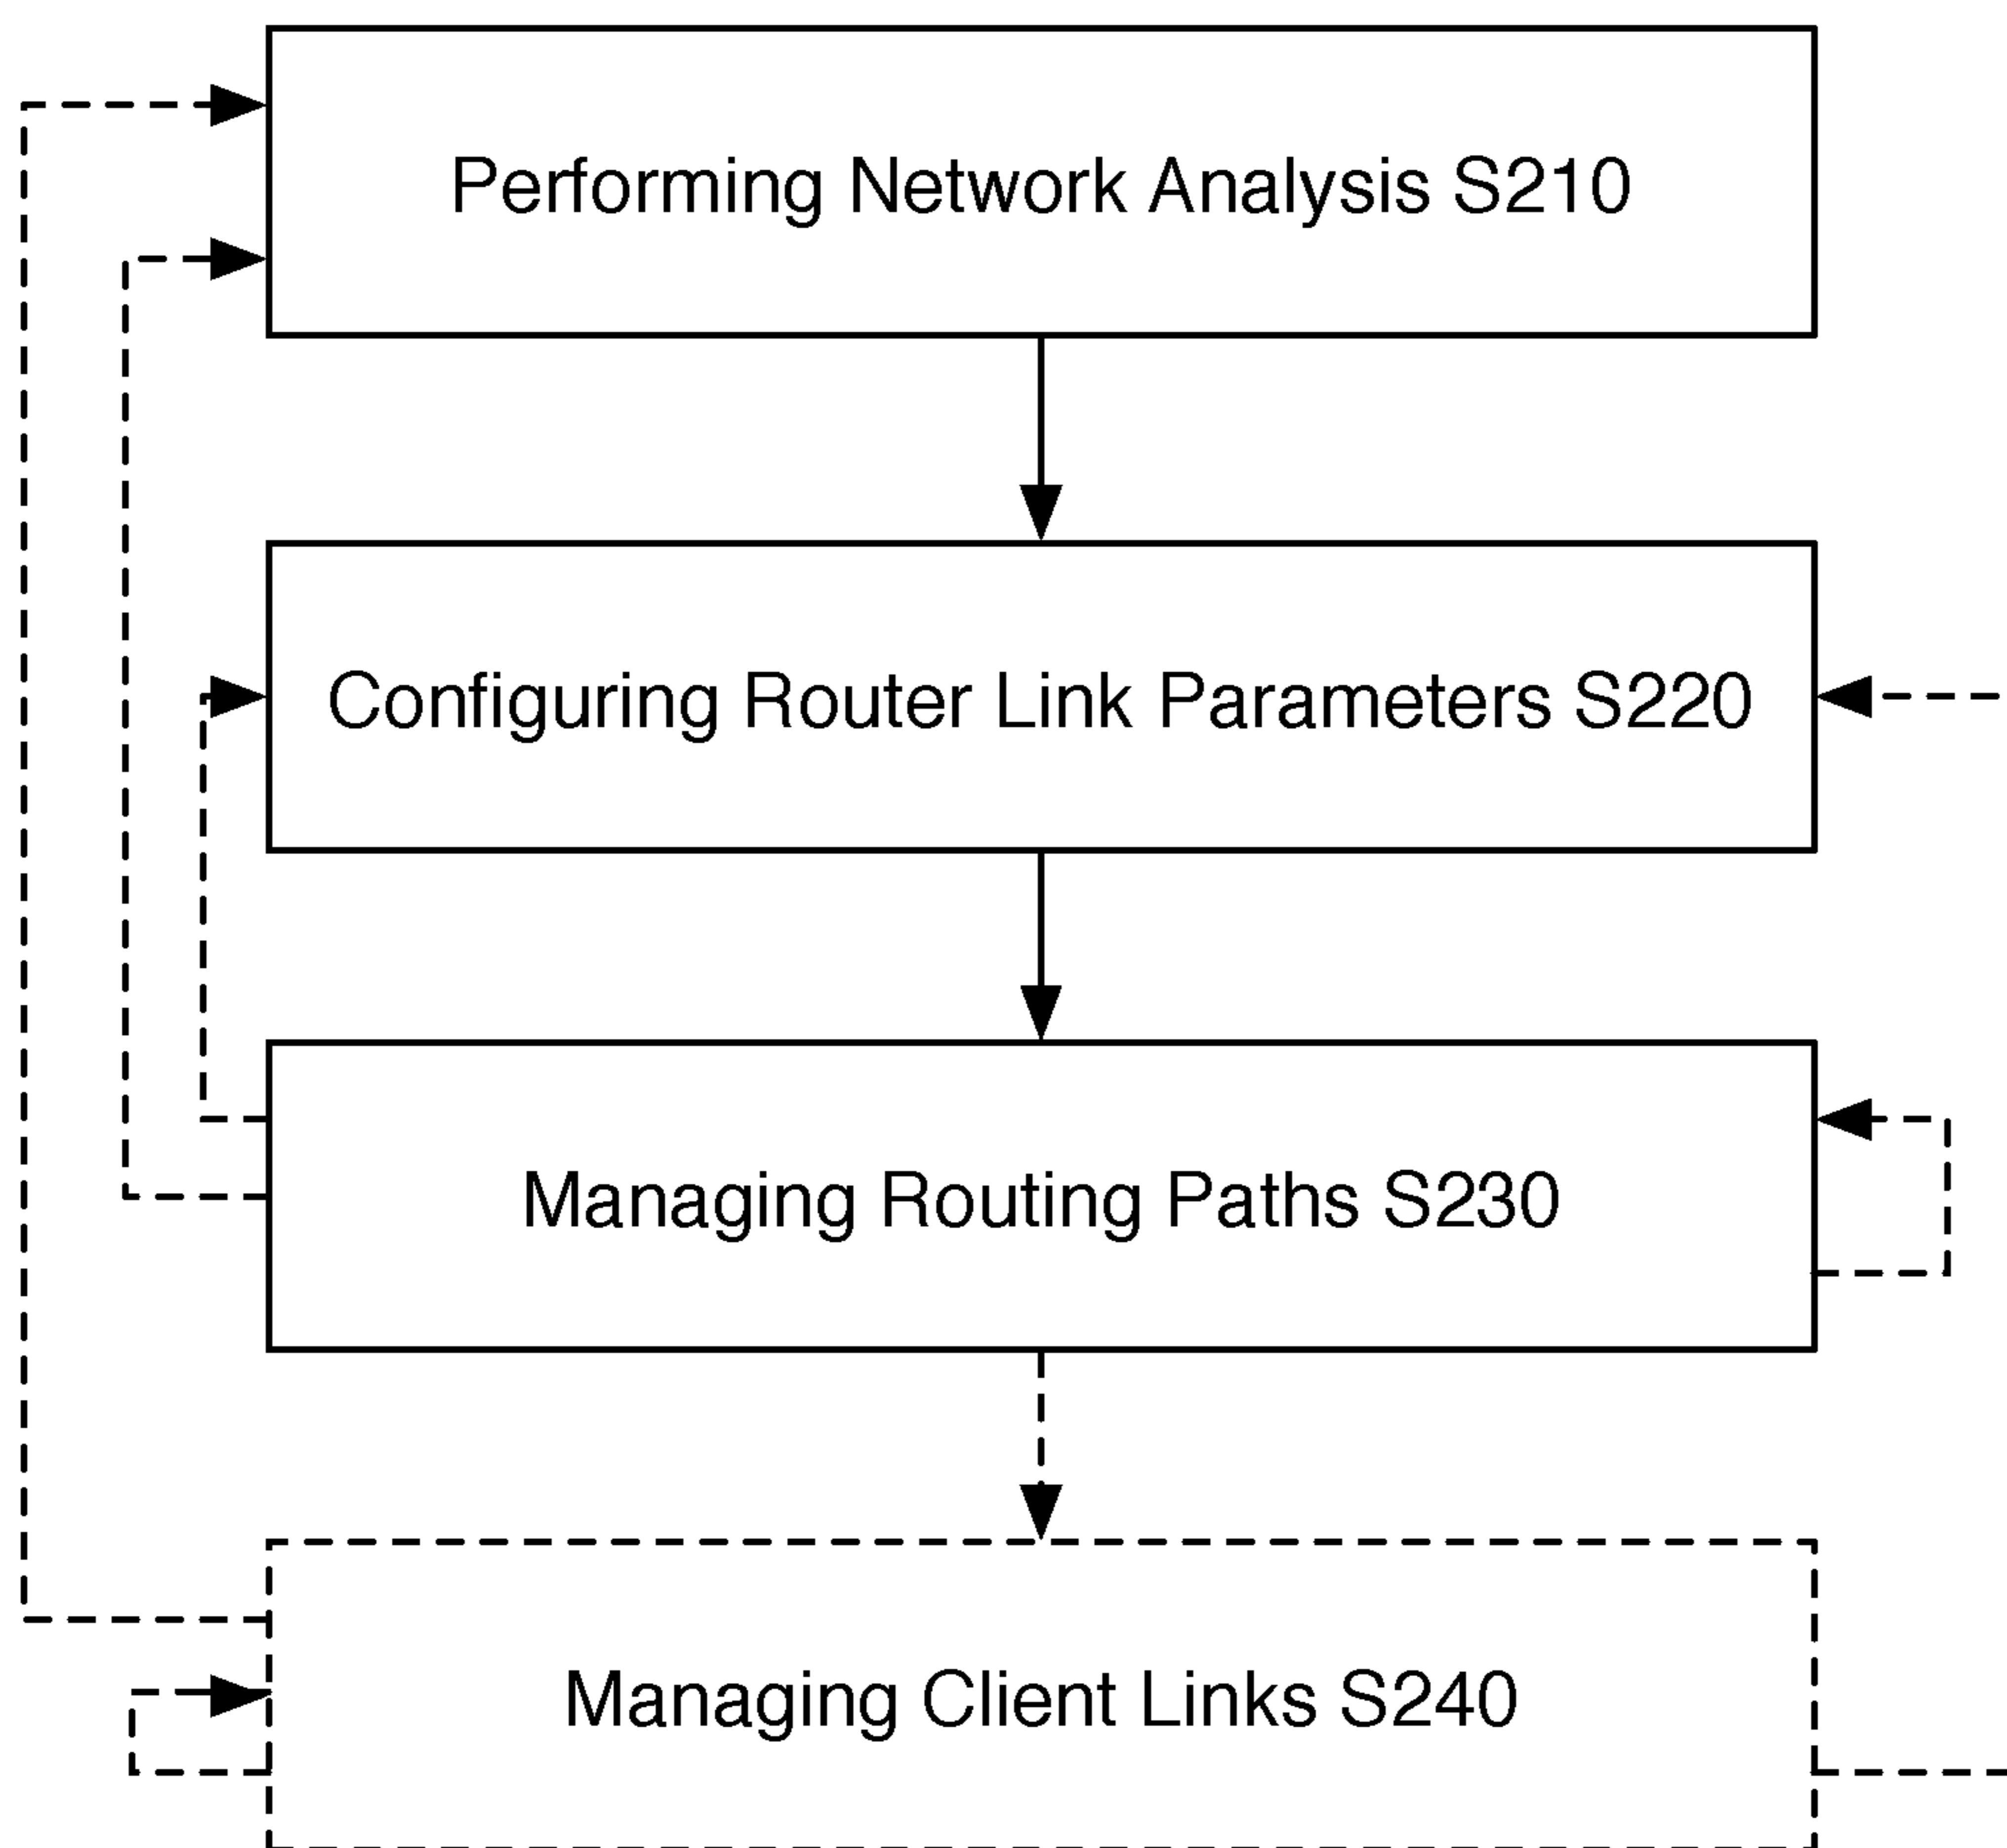 Performing Network Analysis S210
Configuring Router Link Parameters S220
Managing Routing Paths S230
Managing Client Links S240